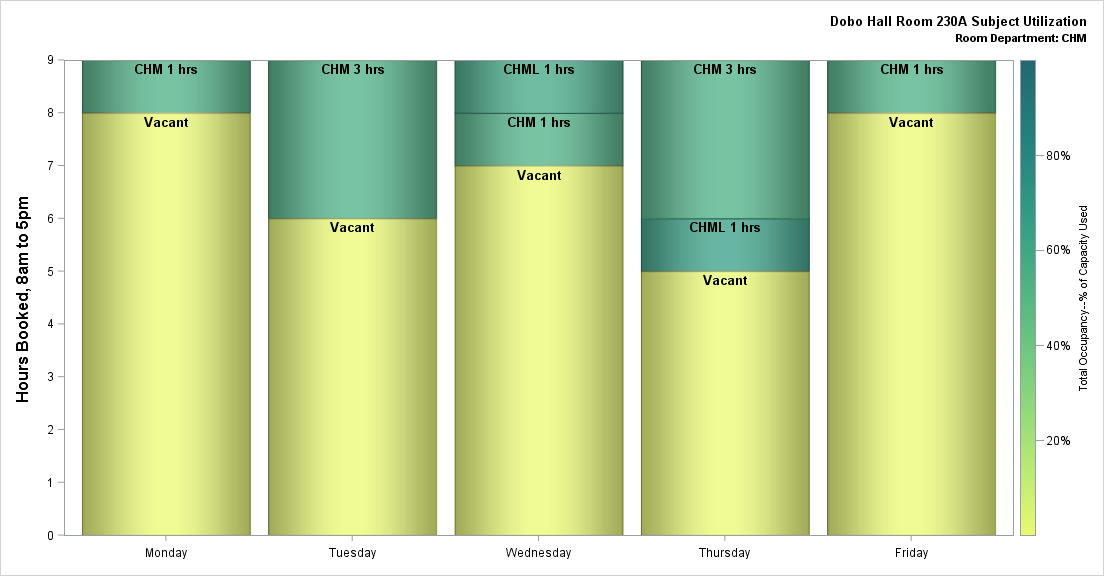 Dobo Hall Room 230A Subject Utilization
Room Department: CHM
Hours Booked, 8am to 5pm
9
8
7
6
5
4
3
2
1
0
CHM 1 hrs
Vacant
CHM 3 hrs
Vacant
CHML 1 hrs
CHM 1 hrs
Vacant
CHM 3 hrs
CHML 1 hrs
Vacant
CHM 1 hrs
Vacant
Monday
Tuesday
Wednesday
Thursday
Friday
80%
60%
40%
20%
Total Occupancy--% of Capacity Used